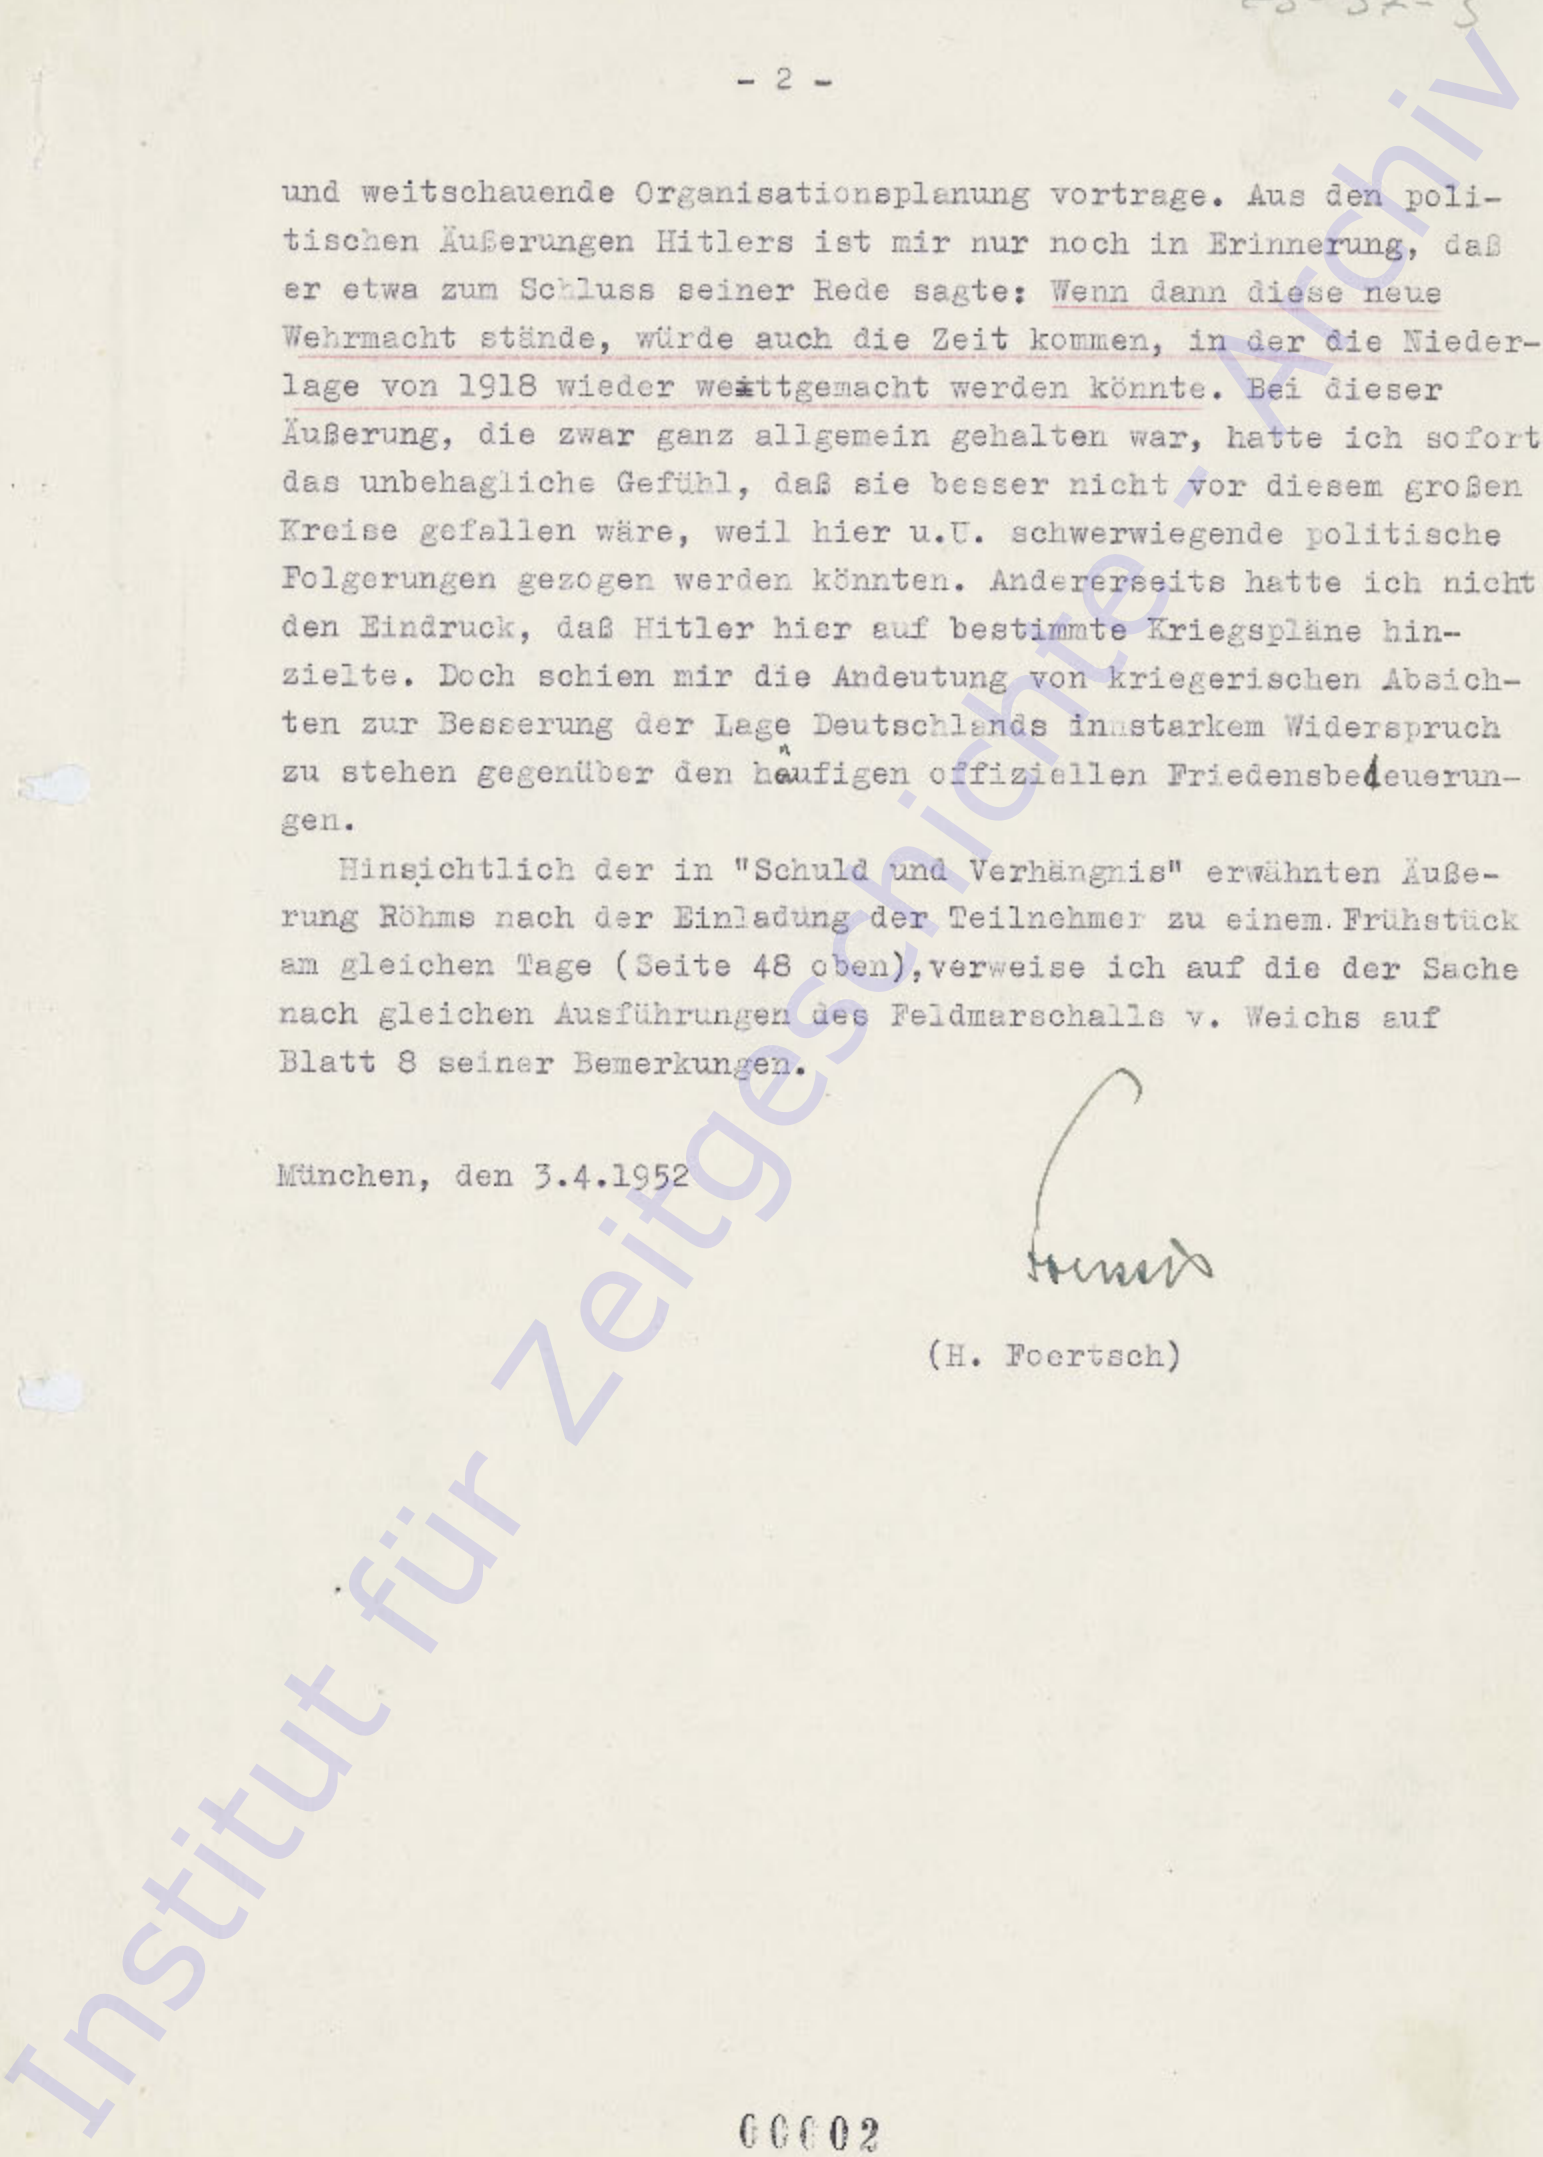 - 2 -
und weitschauende Organisationsplanung vortrage. Aus den poli-
tischen Äußerungen Hitlers ist mir nur noch in Erinnerung, daß
er etwa zum Schluss seiner Rede sagte: Wenn dann diese neue
Wehrmacht stände, würde auch die Zeit kommen, in der die Nieder-
lage von 1918 wieder wettgemacht werden könnte. Bei dieser
Äußerung, die zwar ganz allgemein gehalten war, hatte ich sofort
das unbehagliche Gefühl, daß sie besser nicht vor diesem großen
Kreise gefallen wäre, weil hier u.U. schwerwiegende politische
Folgerungen gezogen werden könnten. Andererseits hatte ich nicht
den Eindruck, daß Hitler hier auf bestimmte Kriegspläne hin-
zielte. Doch schien mir die Andeutung von kriegerischen Absich-
ten zur Besserung der Lage Deutschlands in starkem Widerspruch
zu stehen gegenüber den häufigen offiziellen Friedensbeteuerun-
gen.
Hinsichtlich der in "Schuld und Verhängnis" erwähnten Äuße-
rung Röhms nach der Einladung der Teilnehmer zu einem Frühstück
am gleichen Tage (Seite 48 oben),verweise ich auf die der Sache
nach gleichen Ausführungen des Feldmarschalls v. Weichs auf
Blatt 8 seiner Bemerkungen.
München, den 3.4.1952
Foertsch
(H. Foertsch)
00002
Institut für Zeitgeschichte - Archiv